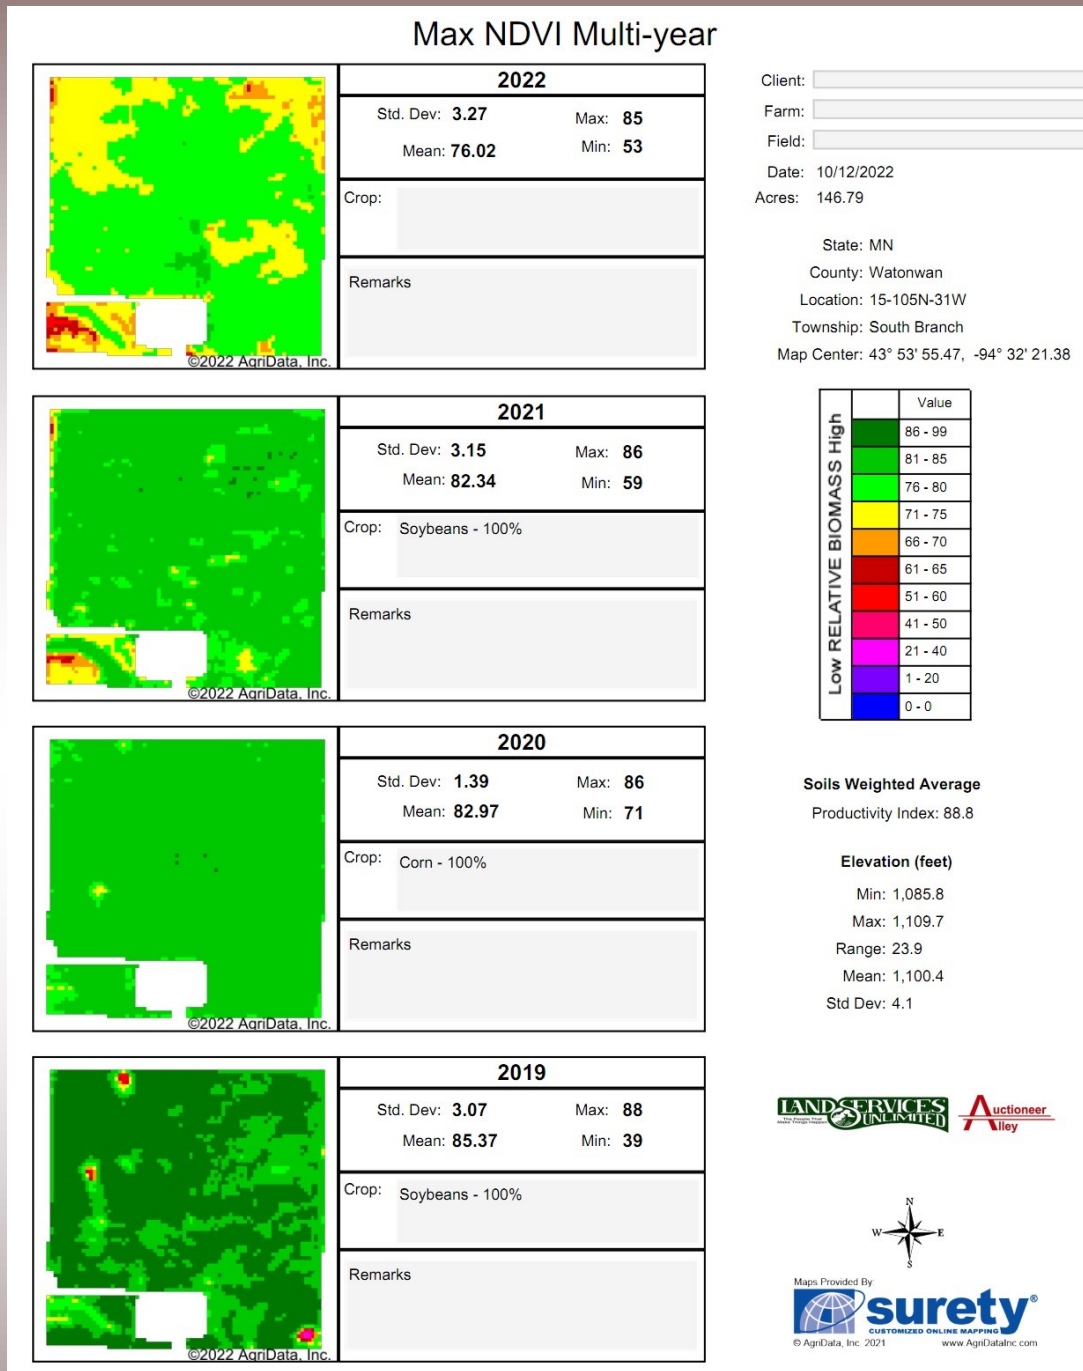 Max NDVI Multi-year
2022
Std. Dev: 3.27 Max: 85
Mean: 76.02 Min: 53
Crop:
Remarks
©2022 AgriData, Inc.
2021
Std. Dev: 3.15 Max: 86
Mean: 82.34 Min: 59
Crop: Soybeans - 100%
Remarks
©2022 AgriData, Inc.
2020
Std. Dev: 1.39 Max: 86
Mean: 82.97 Min: 71
Crop: Corn - 100%
Remarks
©2022 AgriData, Inc.
2019
Std. Dev: 3.07 Max: 88
Mean: 85.37 Min: 39
Crop: Soybeans - 100%
Remarks
©2022 AgriData, Inc.
Client:
Farm:
Field:
Date: 10/12/2022
Acres: 146.79
State: MN
County: Watonwan
Location: 15-105N-31W
Township: South Branch
Map Center: 43° 53' 55.47, -94° 32' 21.38
Low RELATIVE BIOMASS High
Value
86 - 99
81 - 85
76 - 80
71 - 75
66 - 70
61 - 65
51 - 60
41 - 50
21 - 40
1 - 20
0 - 0
Soils Weighted Average
Productivity Index: 88.8
Elevation (feet)
Min: 1,085.8
Max: 1,109.7
Range: 23.9
Mean: 1,100.4
Std Dev: 4.1
LAND SERVICES
UNLIMITED
The People That
Make Things Happen
Auctioneer
Alley
N
W E
S
Maps Provided By:
surety®
CUSTOMIZED ONLINE MAPPING
© AgriData, Inc. 2021 www.AgriDataInc.com